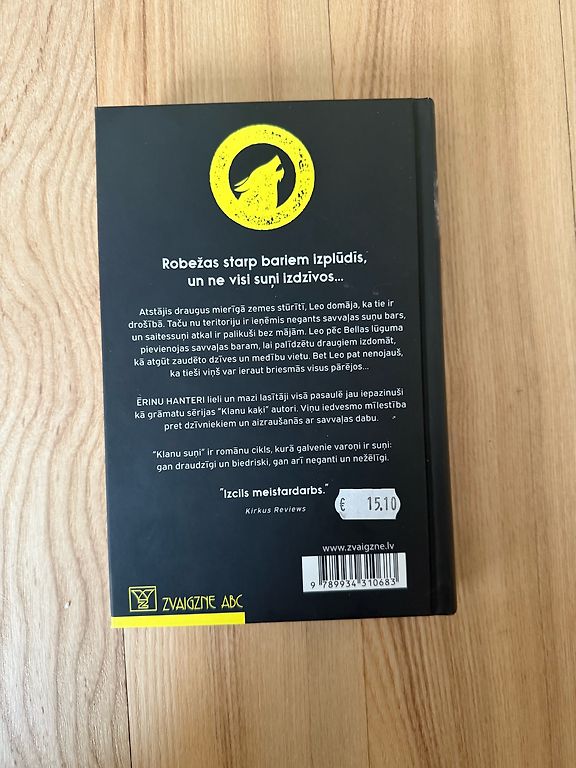 Robežas starp bariem izplūdīs,
un ne visi suņi izdzīvos...
Atstājis draugus mierīgā zemes stūrītī, Leo domāja, ka tie ir
drošībā. Taču nu teritoriju ir ieņēmis negants savvaļas suņu bars,
un saitessuņi atkal ir palikuši bez mājām. Leo pēc Bellas lūguma
pievienojas savvaļas baram, lai palīdzētu draugiem izdomāt,
kā atgūt zaudēto dzīves un medību vietu. Bet Leo pat nenojauš,
ka tieši viņš var ieraut briesmās visus pārējos...
ĒRINU HANTERI lieli un mazi lasītāji visā pasaulē jau iepazinuši
kā grāmatu sērijas "Klanu kaķi" autori. Viņu iedvesmo mīlestība
pret dzīvniekiem un aizraušanās ar savvaļas dabu.
"Klanu suņi" ir romānu cikls, kurā galvenie varoņi ir suņi:
gan draudzīgi un biedriski, gan arī neganti un nežēlīgi.
"Izcils meistardarbs."
Kirkus Reviews
€ 15.10
www.zvaigzne.lv
9 789934 310683
ZVAIGZNE ABC